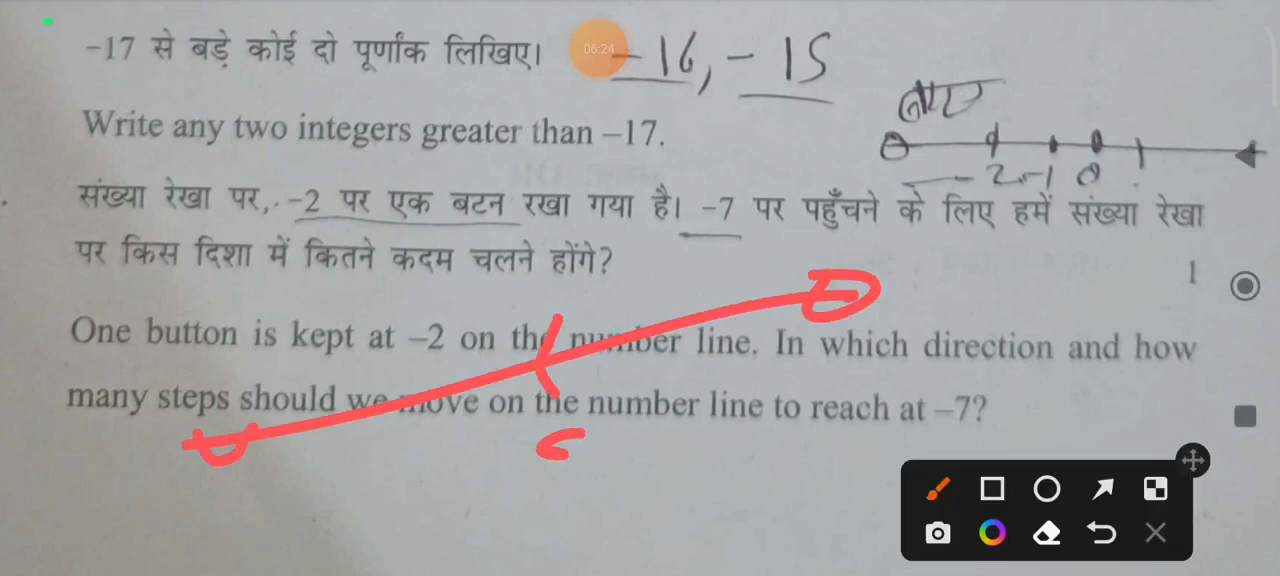 -17 से बड़े कोई दो पूर्णांक लिखिए। -16, -15
06:24
Write any two integers greater than -17.
-2 -1 0
संख्या रेखा पर, -2 पर एक बटन रखा गया है। -7 पर पहुँचने के लिए हमें संख्या रेखा
पर किस दिशा में कितने कदम चलने होंगे?
1
One button is kept at -2 on the number line. In which direction and how
many steps should we move on the number line to reach at -7?